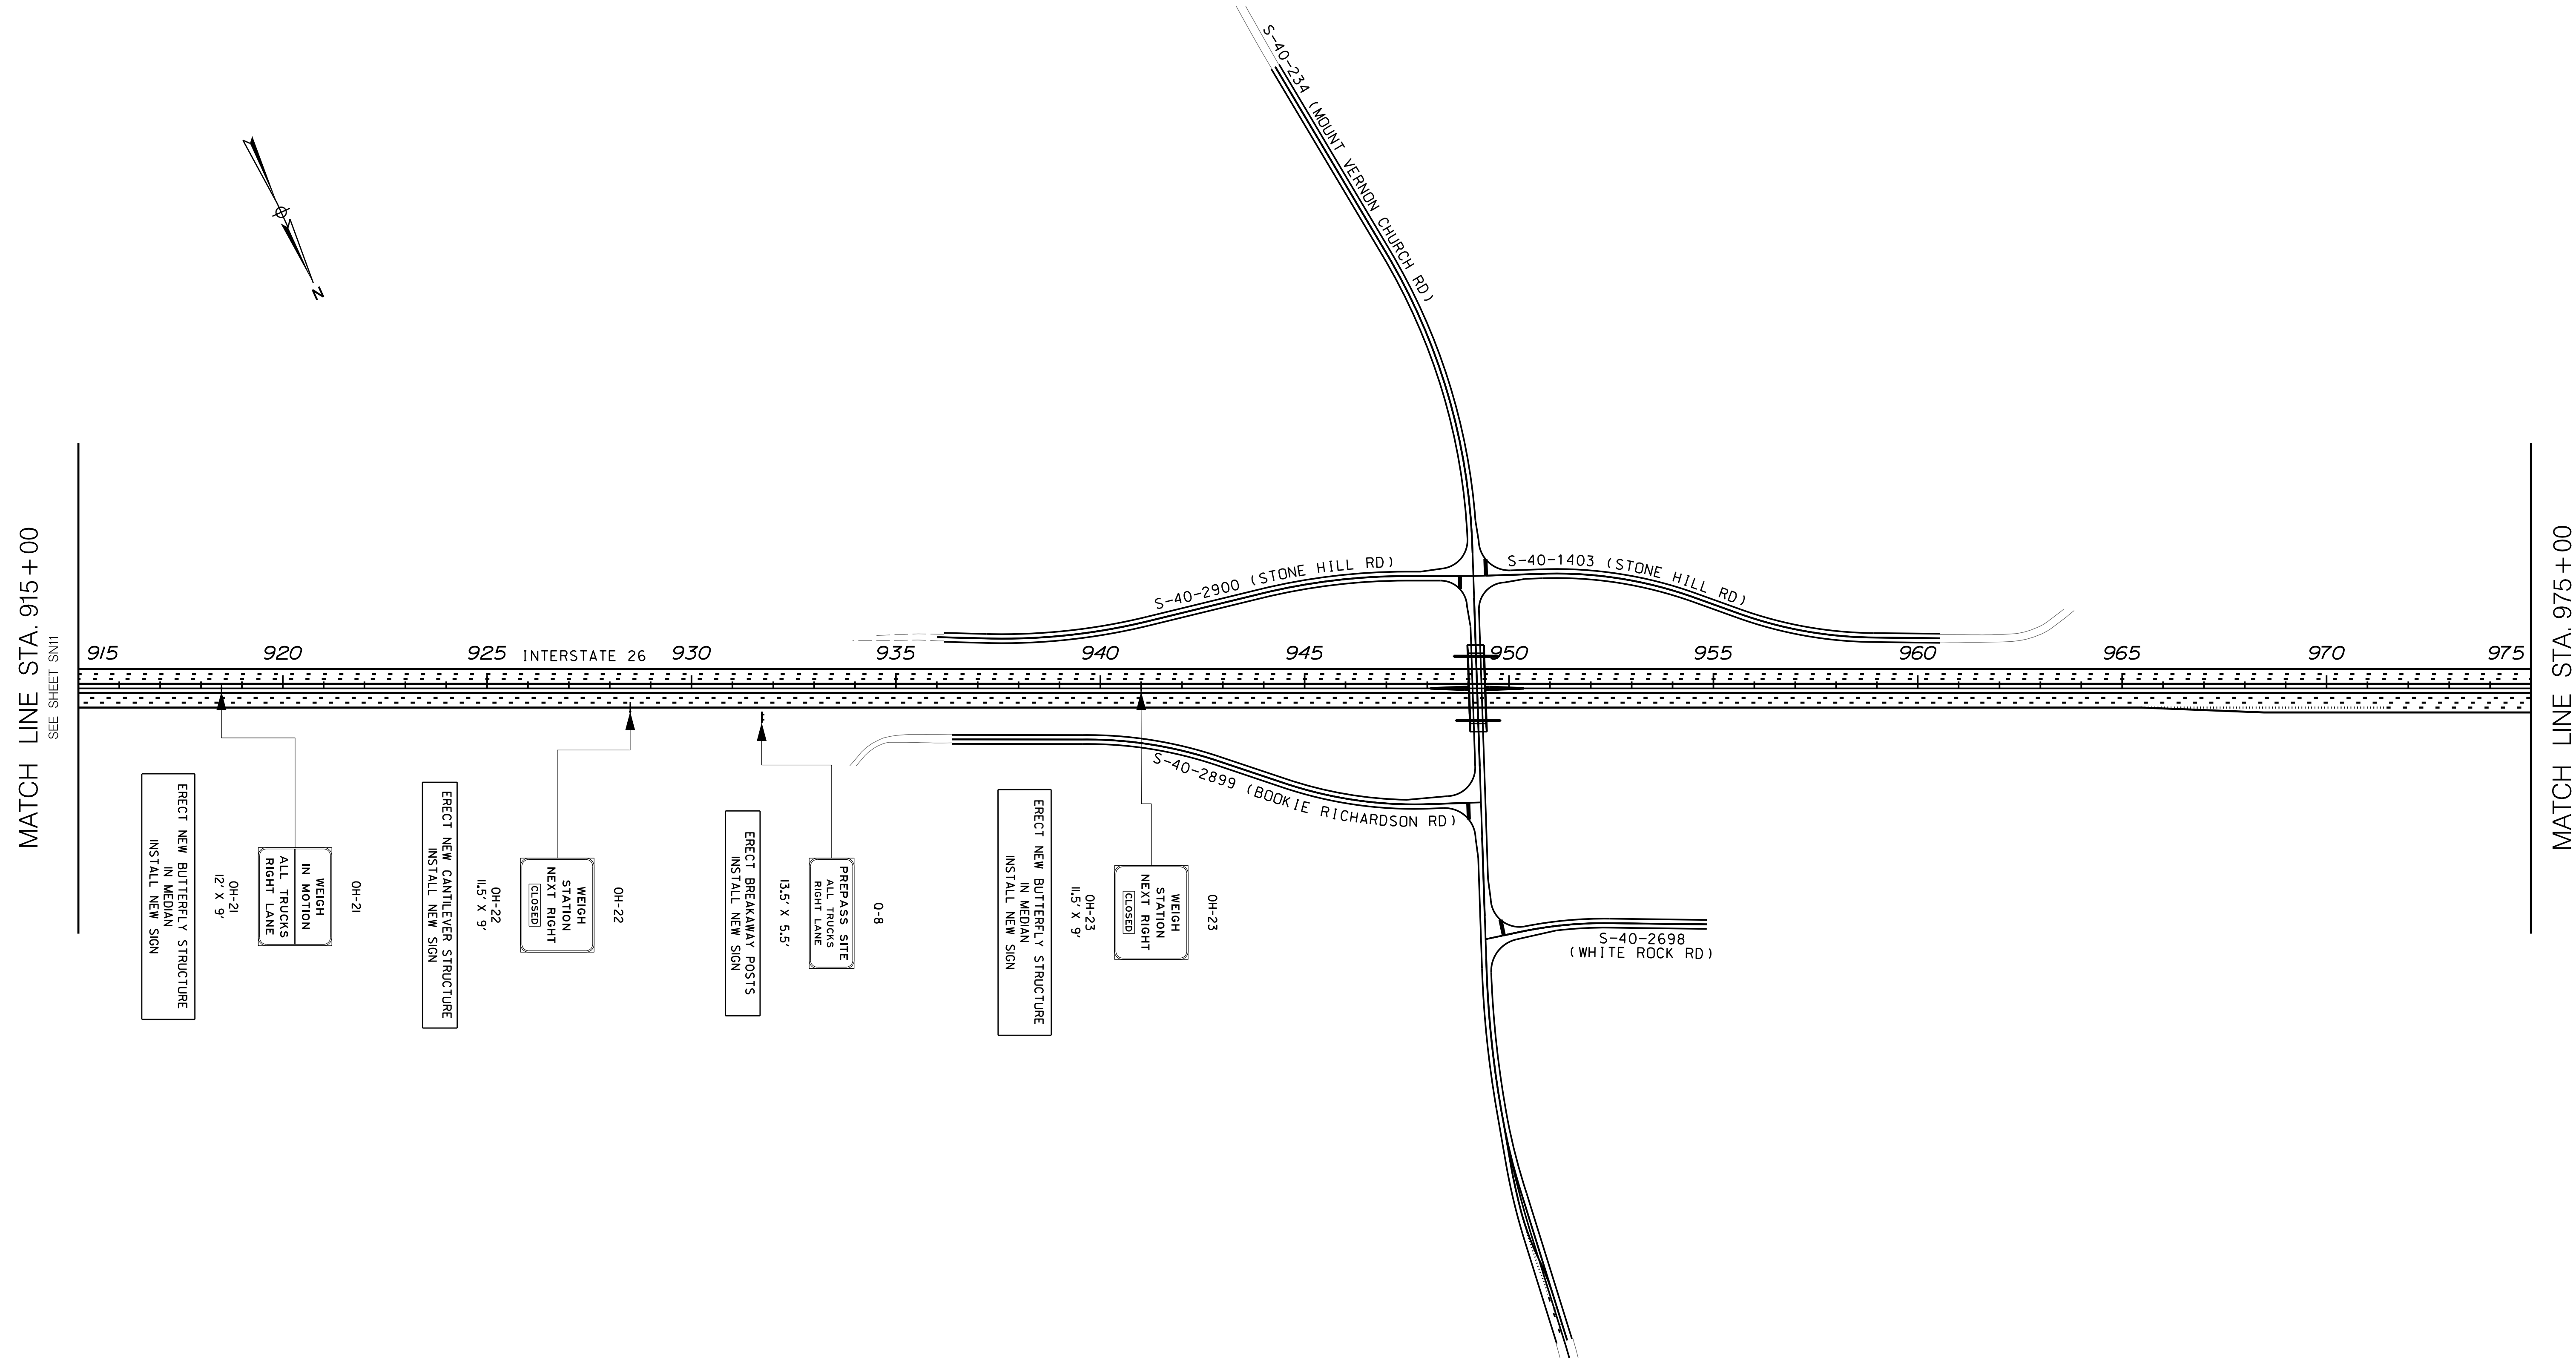 S-40-234 (MOUNT VERNON CHURCH RD)
N
MATCH LINE STA. 915+00
SEE SHEET SN11
MATCH LINE STA. 975+00
S-40-2900 (STONE HILL RD)
S-40-1403 (STONE HILL RD)
915
920
925
INTERSTATE 26
930
935
940
945
950
955
960
965
970
975
S-40-2899 (BOOKIE RICHARDSON RD)
S-40-2698
(WHITE ROCK RD)
OH-21
WEIGH
IN MOTION
ALL TRUCKS
RIGHT LANE
OH-21
12' X 9'
ERECT NEW BUTTERFLY STRUCTURE
IN MEDIAN
INSTALL NEW SIGN
OH-22
WEIGH
STATION
NEXT RIGHT
CLOSED
OH-22
11.5' X 9'
ERECT NEW CANTILEVER STRUCTURE
INSTALL NEW SIGN
O-8
PREPASS SITE
ALL TRUCKS
RIGHT LANE
13.5' X 5.5'
ERECT BREAKAWAY POSTS
INSTALL NEW SIGN
OH-23
WEIGH
STATION
NEXT RIGHT
CLOSED
OH-23
11.5' X 9'
ERECT NEW BUTTERFLY STRUCTURE
IN MEDIAN
INSTALL NEW SIGN